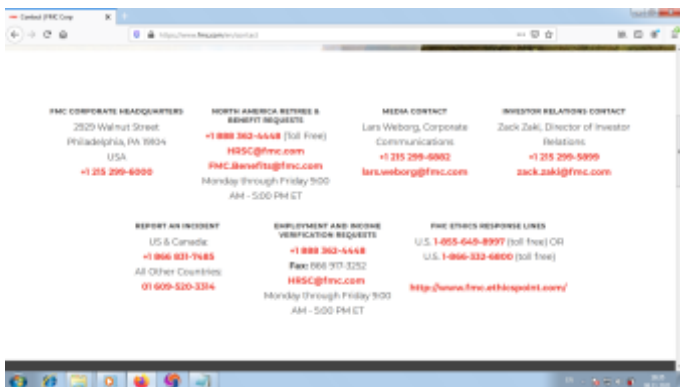 Contact | FMC Corp
https://www.fmc.com/en/contact
FMC CORPORATE HEADQUARTERS
2929 Walnut Street
Philadelphia, PA 19104
USA
+1 215 299-6000
NORTH AMERICA RETIREE &
BENEFIT REQUESTS
+1 888 362-4448 (Toll Free)
HRSC@fmc.com
FMC.Benefits@fmc.com
Monday through Friday 9:00
AM - 5:00 PM ET
MEDIA CONTACT
Lars Weborg, Corporate
Communications
+1 215 299-6882
lars.weborg@fmc.com
INVESTOR RELATIONS CONTACT
Zack Zaki, Director of Investor
Relations
+1 215 299-5899
zack.zaki@fmc.com
REPORT AN INCIDENT
US & Canada:
+1 866 831-7485
All Other Countries:
01 609-520-3314
EMPLOYMENT AND INCOME
VERIFICATION REQUESTS
+1 888 362-4448
Fax: 866 917-3252
HRSC@fmc.com
Monday through Friday 9:00
AM - 5:00 PM ET
FMC ETHICS RESPONSE LINES
U.S. 1-855-649-8997 (toll free) OR
U.S. 1-866-332-6800 (toll free)
http://www.fmc.ethicspoint.com/